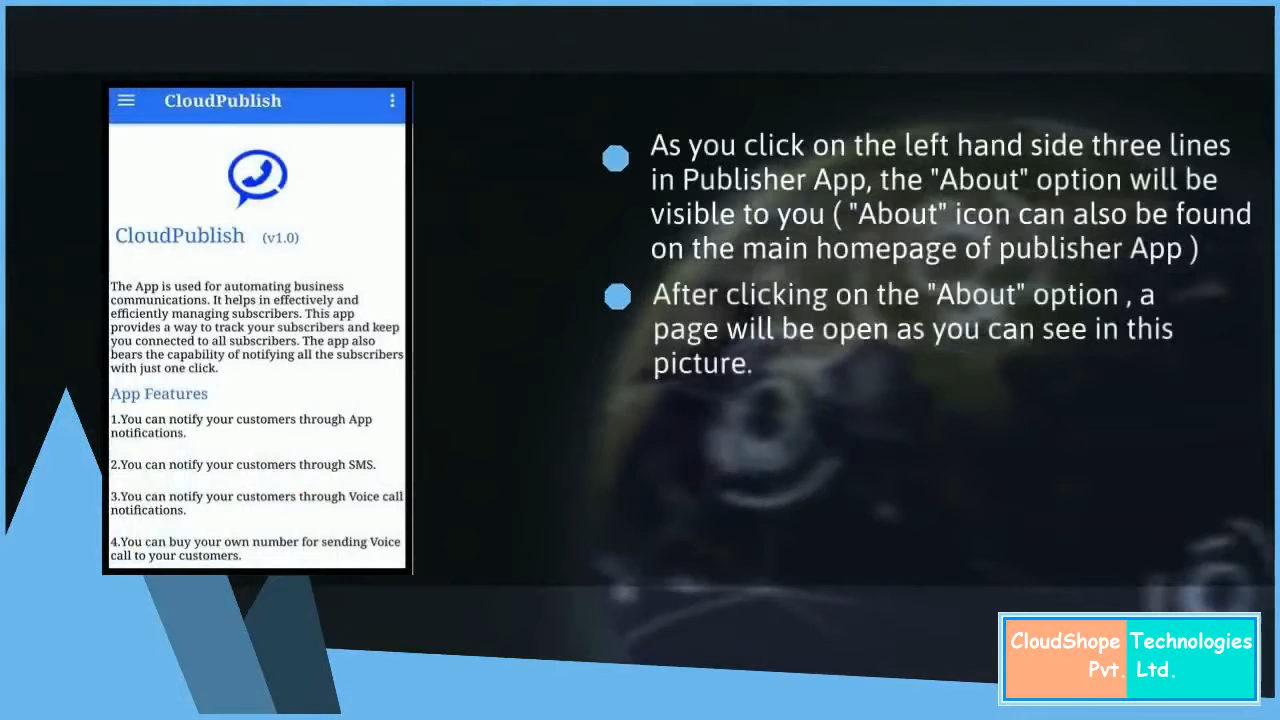 CloudPublish
CloudPublish (v1.0)
The App is used for automating business
communications. It helps in effectively and
efficiently managing subscribers. This app
provides a way to track your subscribers and keep
you connected to all subscribers. The app also
bears the capability of notifying all the subscribers
with just one click.
App Features
1.You can notify your customers through App
notifications.
2.You can notify your customers through SMS.
3.You can notify your customers through Voice call
notifications.
4.You can buy your own number for sending Voice
call to your customers.
As you click on the left hand side three lines
in Publisher App, the "About" option will be
visible to you ( "About" icon can also be found
on the main homepage of publisher App )
After clicking on the "About" option , a
page will be open as you can see in this
picture.
CloudShope Technologies
Pvt. Ltd.